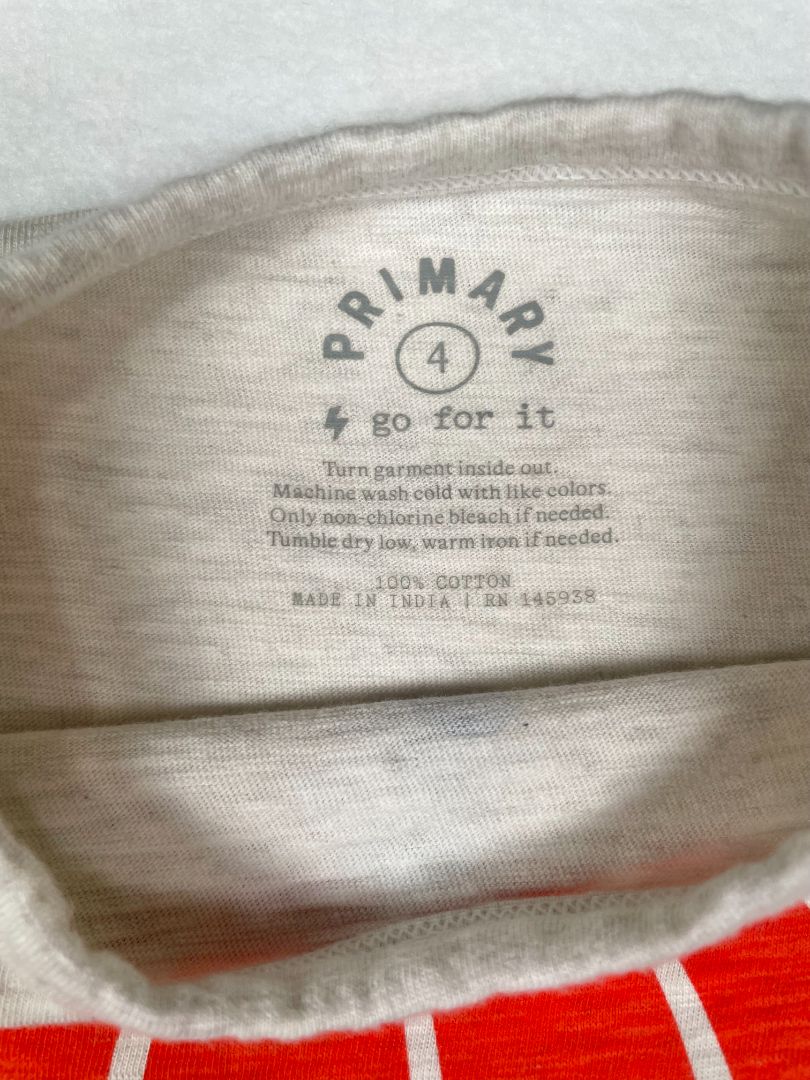 PRIMARY
4
go for it
Turn garment inside out.
Machine wash cold with like colors.
Only non-chlorine bleach if needed.
Tumble dry low, warm iron if needed.
100% COTTON
MADE IN INDIA | RN 145938